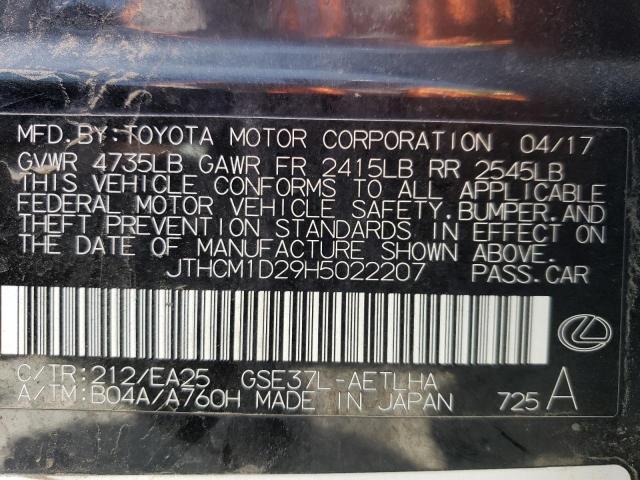 MFD.BY:TOYOTA MOTOR CORPORATION 04/17
GVWR 4735LB GAWR FR 2415LB RR 2545LB
THIS VEHICLE CONFORMS TO ALL APPLICABLE
FEDERAL MOTOR VEHICLE SAFETY.BUMPER.AND
THEFT PREVENTION STANDARDS IN EFFECT ON
THE DATE OF MANUFACTURE SHOWN ABOVE.
JTHCM1D29H5022207 PASS.CAR
C/TR:212/EA25 GSE37L-AETLHA
A/TM:B04A/A760H MADE IN JAPAN 725 A